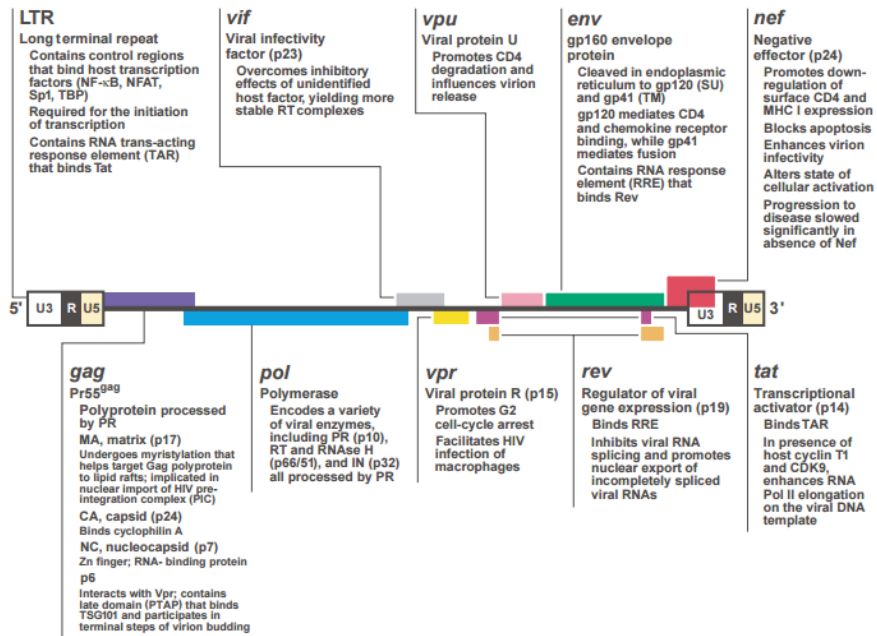 LTR
Long terminal repeat
Contains control regions
that bind host transcription
factors (NF-κB, NFAT,
Sp1, TBP)
Required for the initiation
of transcription
Contains RNA trans-acting
response element (TAR)
that binds Tat
vif
Viral infectivity
factor (p23)
Overcomes inhibitory
effects of unidentified
host factor, yielding more
stable RT complexes
vpu
Viral protein U
Promotes CD4
degradation and
influences virion
release
env
gp160 envelope
protein
Cleaved in endoplasmic
reticulum to gp120 (SU)
and gp41 (TM)
gp120 mediates CD4
and chemokine receptor
binding, while gp41
mediates fusion
Contains RNA response
element (RRE) that
binds Rev
nef
Negative
effector (p24)
Promotes down-
regulation of
surface CD4 and
MHC I expression
Blocks apoptosis
Enhances virion
infectivity
Alters state of
cellular activation
Progression to
disease slowed
significantly in
absence of Nef
5' U3 R U5 U3 R U5 3'
gag
Pr55gag
Polyprotein processed
by PR
MA, matrix (p17)
Undergoes myristylation that
helps target Gag polyprotein
to lipid rafts; implicated in
nuclear import of HIV pre-
integration complex (PIC)
CA, capsid (p24)
Binds cyclophilin A
NC, nucleocapsid (p7)
Zn finger; RNA- binding protein
p6
Interacts with Vpr; contains
late domain (PTAP) that binds
TSG101 and participates in
terminal steps of virion budding
pol
Polymerase
Encodes a variety
of viral enzymes,
including PR (p10),
RT and RNAse H
(p66/51), and IN (p32)
all processed by PR
vpr
Viral protein R (p15)
Promotes G2
cell-cycle arrest
Facilitates HIV
infection of
macrophages
rev
Regulator of viral
gene expression (p19)
Binds RRE
Inhibits viral RNA
splicing and promotes
nuclear export of
incompletely spliced
viral RNAs
tat
Transcriptional
activator (p14)
Binds TAR
In presence of
host cyclin T1
and CDK9,
enhances RNA
Pol II elongation
on the viral DNA
template